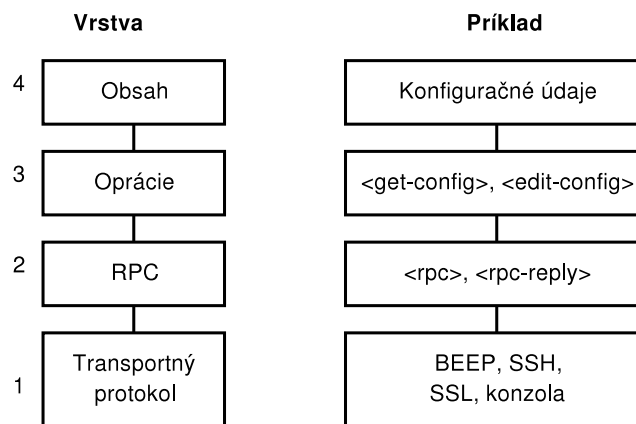 Vrstva Príklad
4 Obsah Konfiguračné údaje
3 Oprácie <get-config>, <edit-config>
2 RPC <rpc>, <rpc-reply>
1 Transportný protokol BEEP, SSH,
SSL, konzola